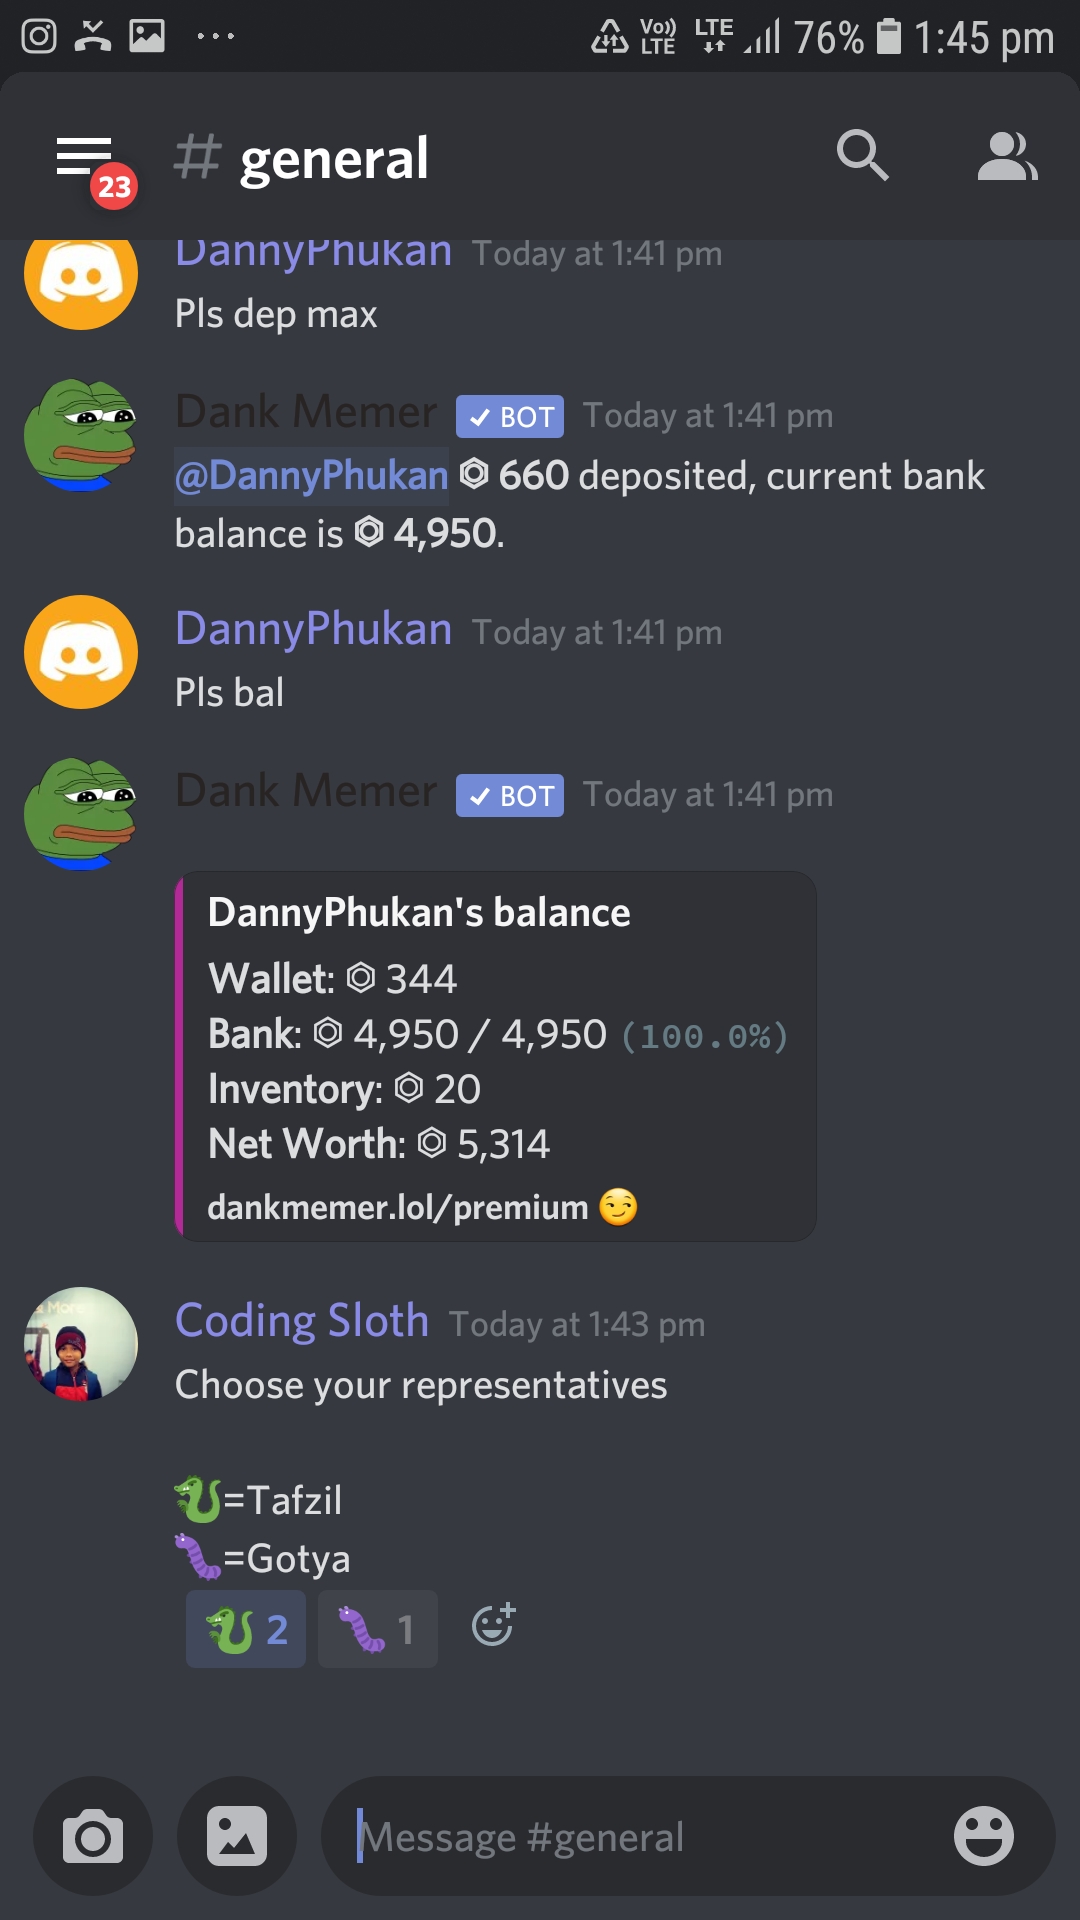 Vo)) LTE LTE 76% 1:45 pm
23 # general
DannyPhukan Today at 1:41 pm
Pls dep max
Dank Memer ✓ BOT Today at 1:41 pm
@DannyPhukan 660 deposited, current bank
balance is 4,950.
DannyPhukan Today at 1:41 pm
Pls bal
Dank Memer ✓ BOT Today at 1:41 pm
DannyPhukan's balance
Wallet: 344
Bank: 4,950 / 4,950 (100.0%)
Inventory: 20
Net Worth: 5,314
dankmemer.lol/premium 😏
More
Coding Sloth Today at 1:43 pm
Choose your representatives
🐉=Tafzil
🐛=Gotya
🐉 2 🐛 1
Message #general